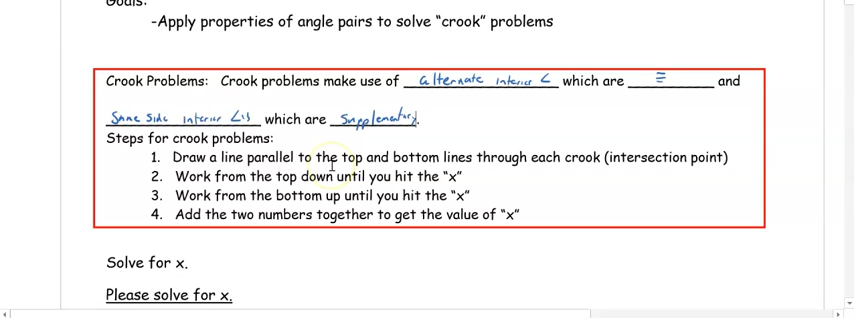 Goals:
-Apply properties of angle pairs to solve “crook” problems
Crook Problems: Crook problems make use of alternate interior ∠ which are ≅ and
Same side interior ∠'s which are Supplementary.
Steps for crook problems:
1. Draw a line parallel to the top and bottom lines through each crook (intersection point)
2. Work from the top down until you hit the “x”
3. Work from the bottom up until you hit the “x”
4. Add the two numbers together to get the value of “x”
Solve for x.
Please solve for x.